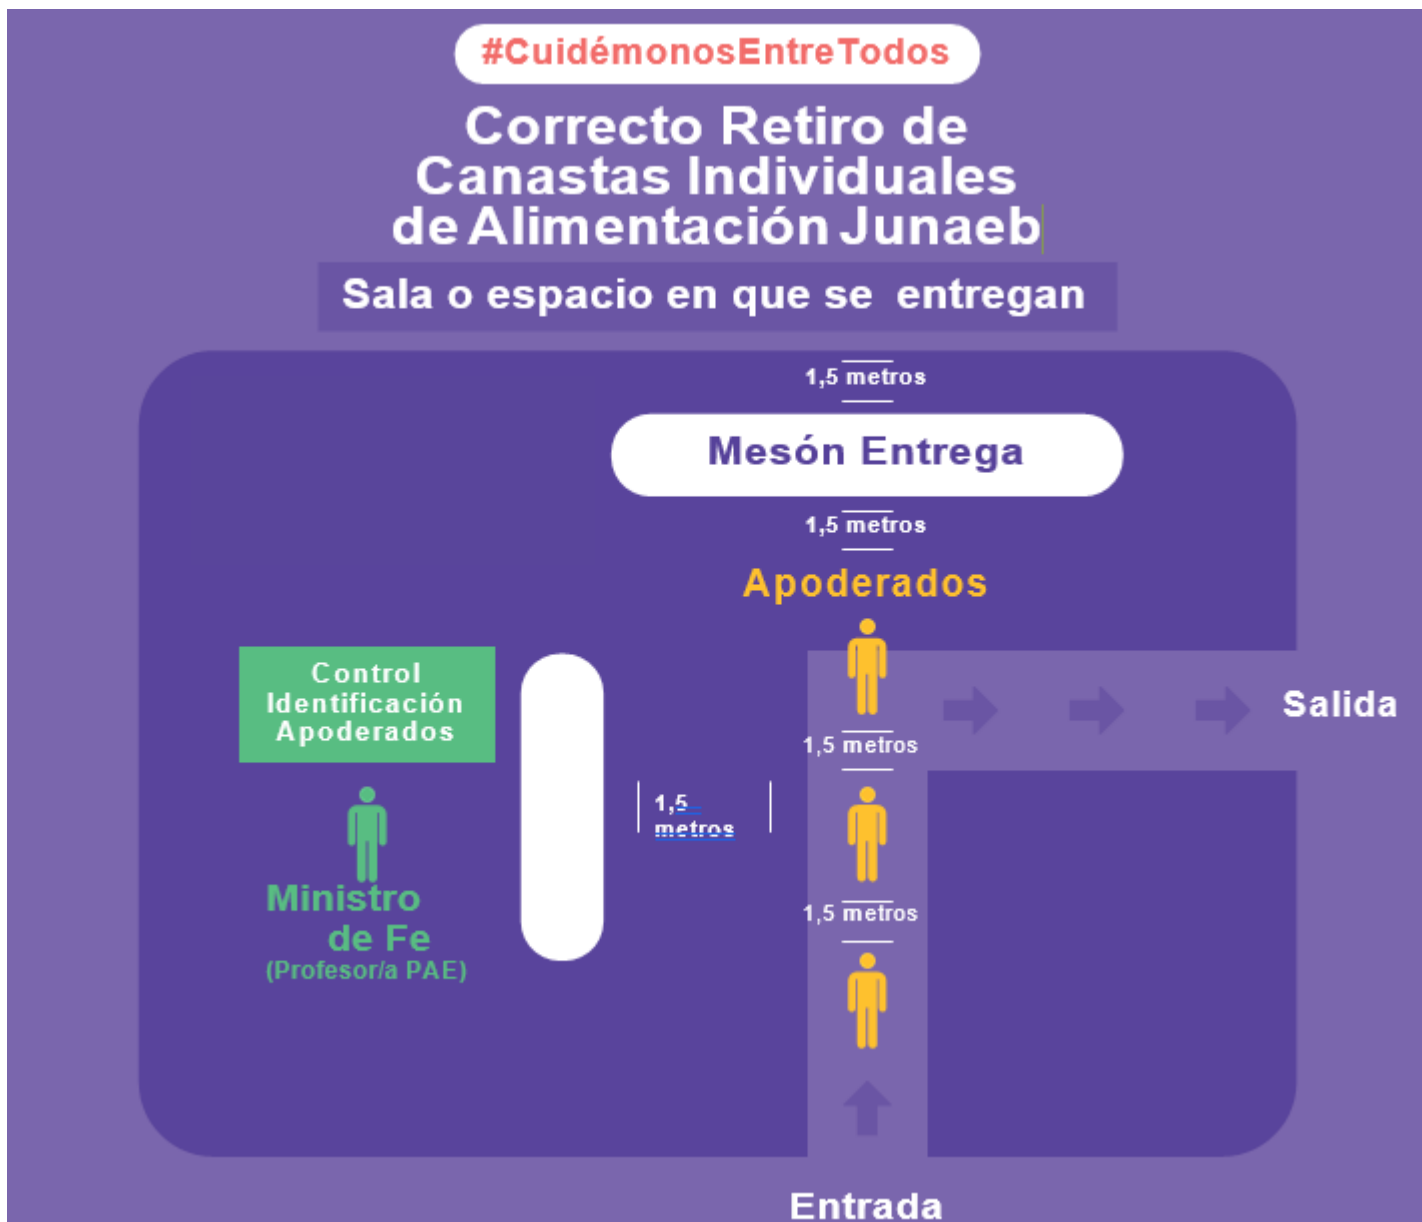 #CuidémonosEntreTodos
Correcto Retiro de
Canastas Individuales
de Alimentación Junaeb
Sala o espacio en que se entregan
1,5 metros
Mesón Entrega
1,5 metros
Apoderados
Control
Identificación
Apoderados
Salida
1,5 metros
1,5
metros
Ministro
de Fe
(Profesor/a PAE)
1,5 metros
Entrada